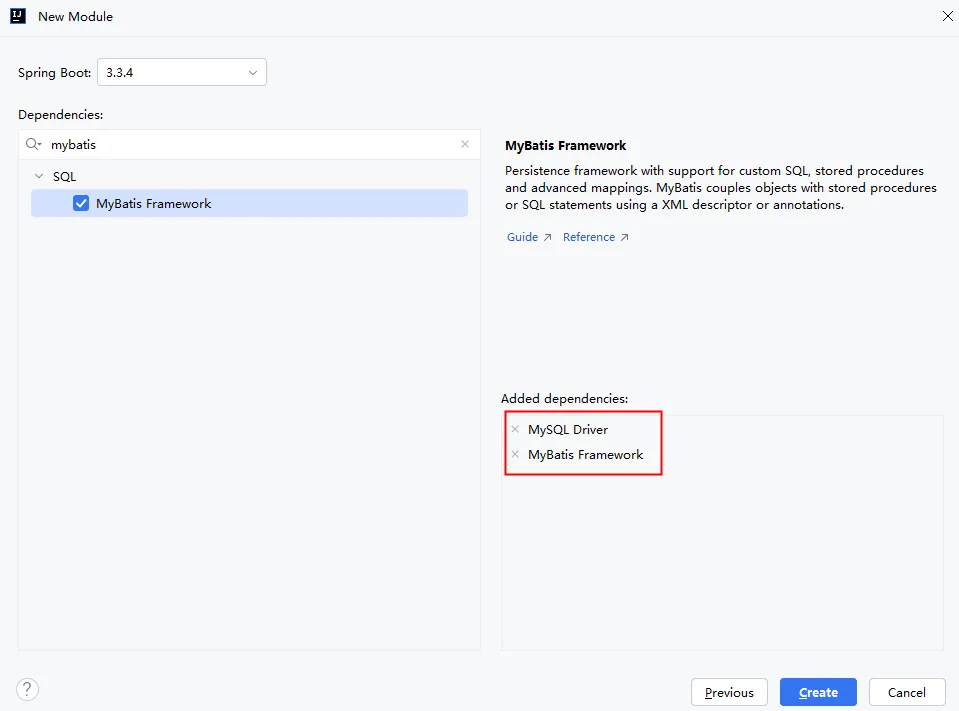 New Module
Spring Boot: 3.3.4
Dependencies:
mybatis
SQL
MyBatis Framework
MyBatis Framework
Persistence framework with support for custom SQL, stored procedures
and advanced mappings. MyBatis couples objects with stored procedures
or SQL statements using a XML descriptor or annotations.
Guide ↗ Reference ↗
Added dependencies:
MySQL Driver
MyBatis Framework
?
Previous Create Cancel